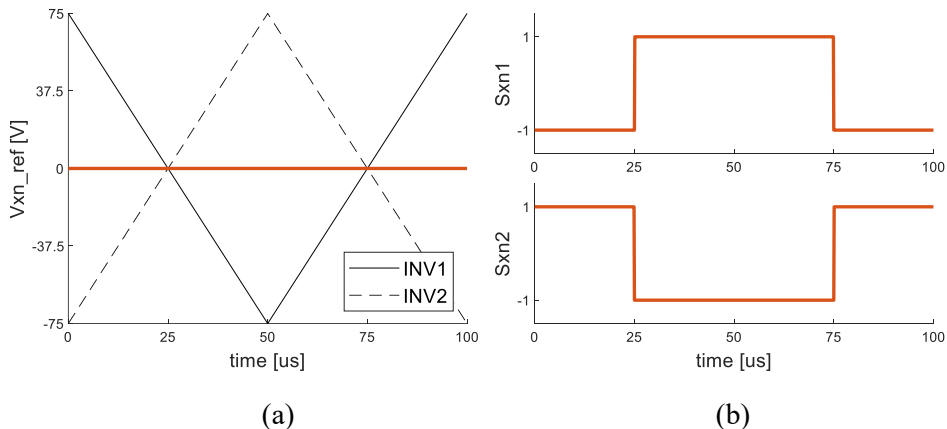 75
37.5
0
-37.5
-75
Vxn_ref [V]
INV1
INV2
0 25 50 75 100
time [us]
(a)
1
-1
Sxn1
0 25 50 75 100
1
-1
Sxn2
0 25 50 75 100
time [us]
(b)